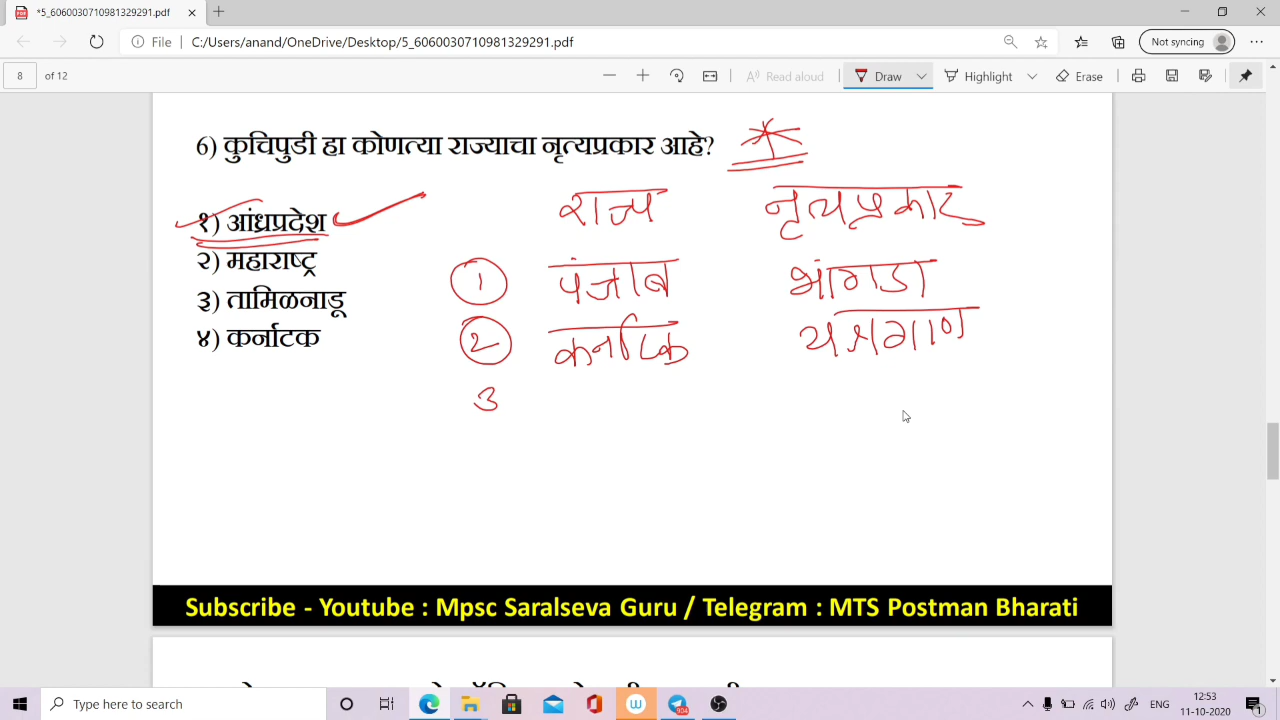 *5_6060030710981329291.pdf
File C:/Users/anand/OneDrive/Desktop/5_6060030710981329291.pdf Not syncing
8 of 12 Read aloud Draw Highlight Erase
6) कुचिपुडी हा कोणत्या राज्याचा नृत्यप्रकार आहे?
१) आंध्रप्रदेश
२) महाराष्ट्र
३) तामिळनाडू
४) कर्नाटक
राज्य नृत्यप्रकार
1 पंजाब भांगडा
2 कर्नाटक यक्षगाण
3
Subscribe - Youtube : Mpsc Saralseva Guru / Telegram : MTS Postman Bharati
Type here to search
904
ENG
12:53
11-10-2020
1